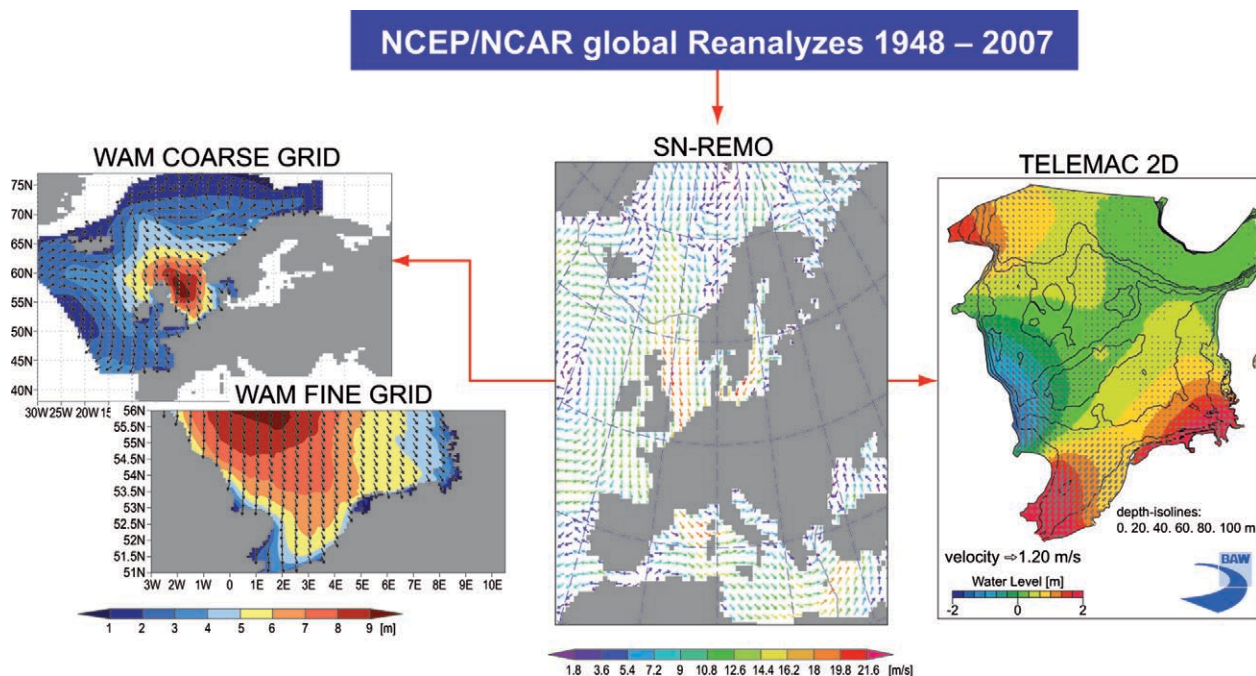 NCEP/NCAR global Reanalyzes 1948 – 2007
WAM COARSE GRID
75N
70N
65N
60N
55N
50N
45N
40N
30W 25W 20W 15
WAM FINE GRID
56N
55.5N
55N
54.5N
54N
53.5N
53N
52.5N
52N
51.5N
51N
3W 2W 1W 0 1E 2E 3E 4E 5E 6E 7E 8E 9E 10E
1 2 3 4 5 6 7 8 9 [m]
SN-REMO
1.8 3.6 5.4 7.2 9 10.8 12.6 14.4 16.2 18 19.8 21.6 [m/s]
TELEMAC 2D
depth-isolines:
0. 20. 40. 60. 80. 100 m
velocity ⇨1.20 m/s
Water Level [m]
-2 0 2
BAW